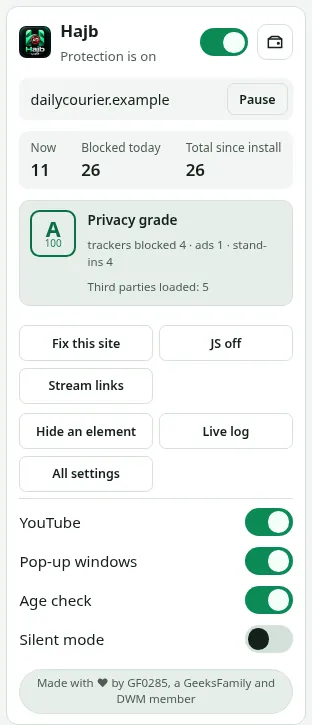 Hajb
Protection is on
dailycourier.example
Pause
Now
Blocked today
Total since install
11
26
26
A
100
Privacy grade
trackers blocked 4 · ads 1 · stand-
ins 4
Third parties loaded: 5
Fix this site
JS off
Stream links
Hide an element
Live log
All settings
YouTube
Pop-up windows
Age check
Silent mode
Made with ♥ by GF0285, a GeeksFamily and
DWM member